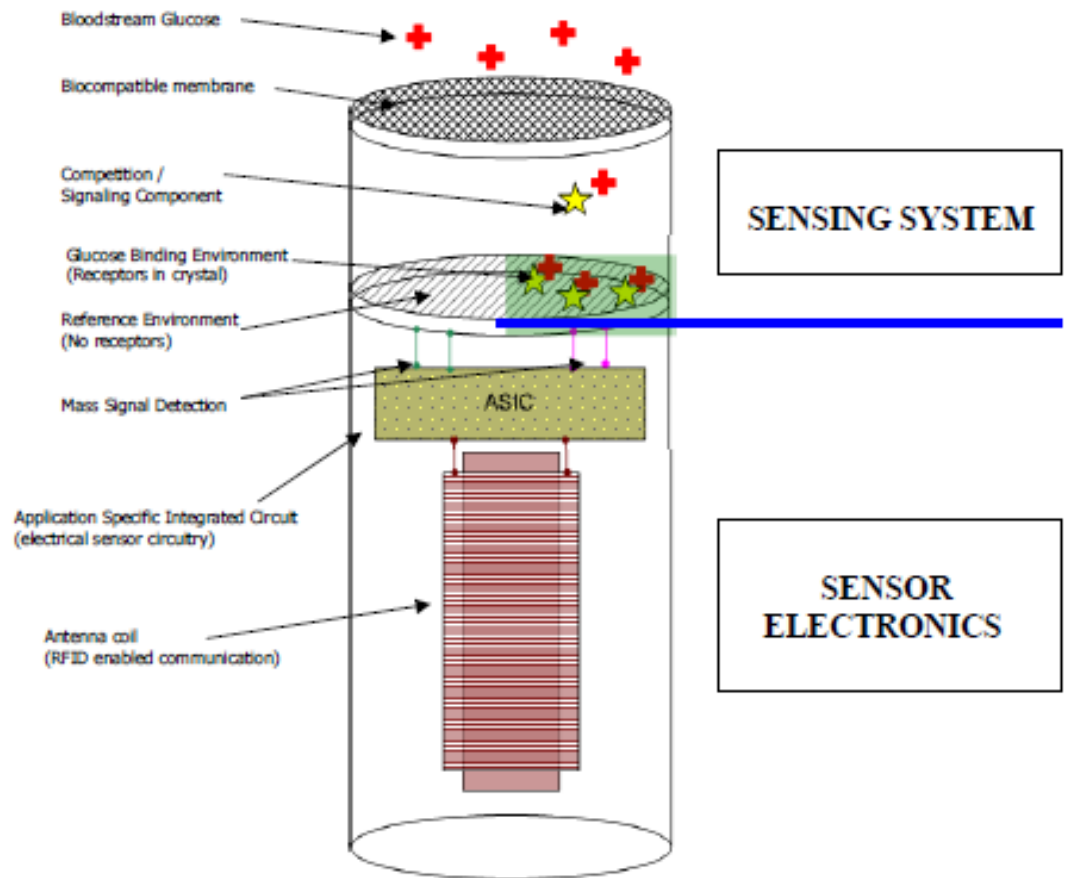 Bloodstream Glucose
Biocompatible membrane
Competition /
Signaling Component
SENSING SYSTEM
Glucose Binding Environment
(Receptors in crystal)
Reference Environment
(No receptors)
Mass Signal Detection
ASIC
Application Specific Integrated Circuit
(electrical sensor circuitry)
SENSOR
ELECTRONICS
Antenna coil
(RFID enabled communication)